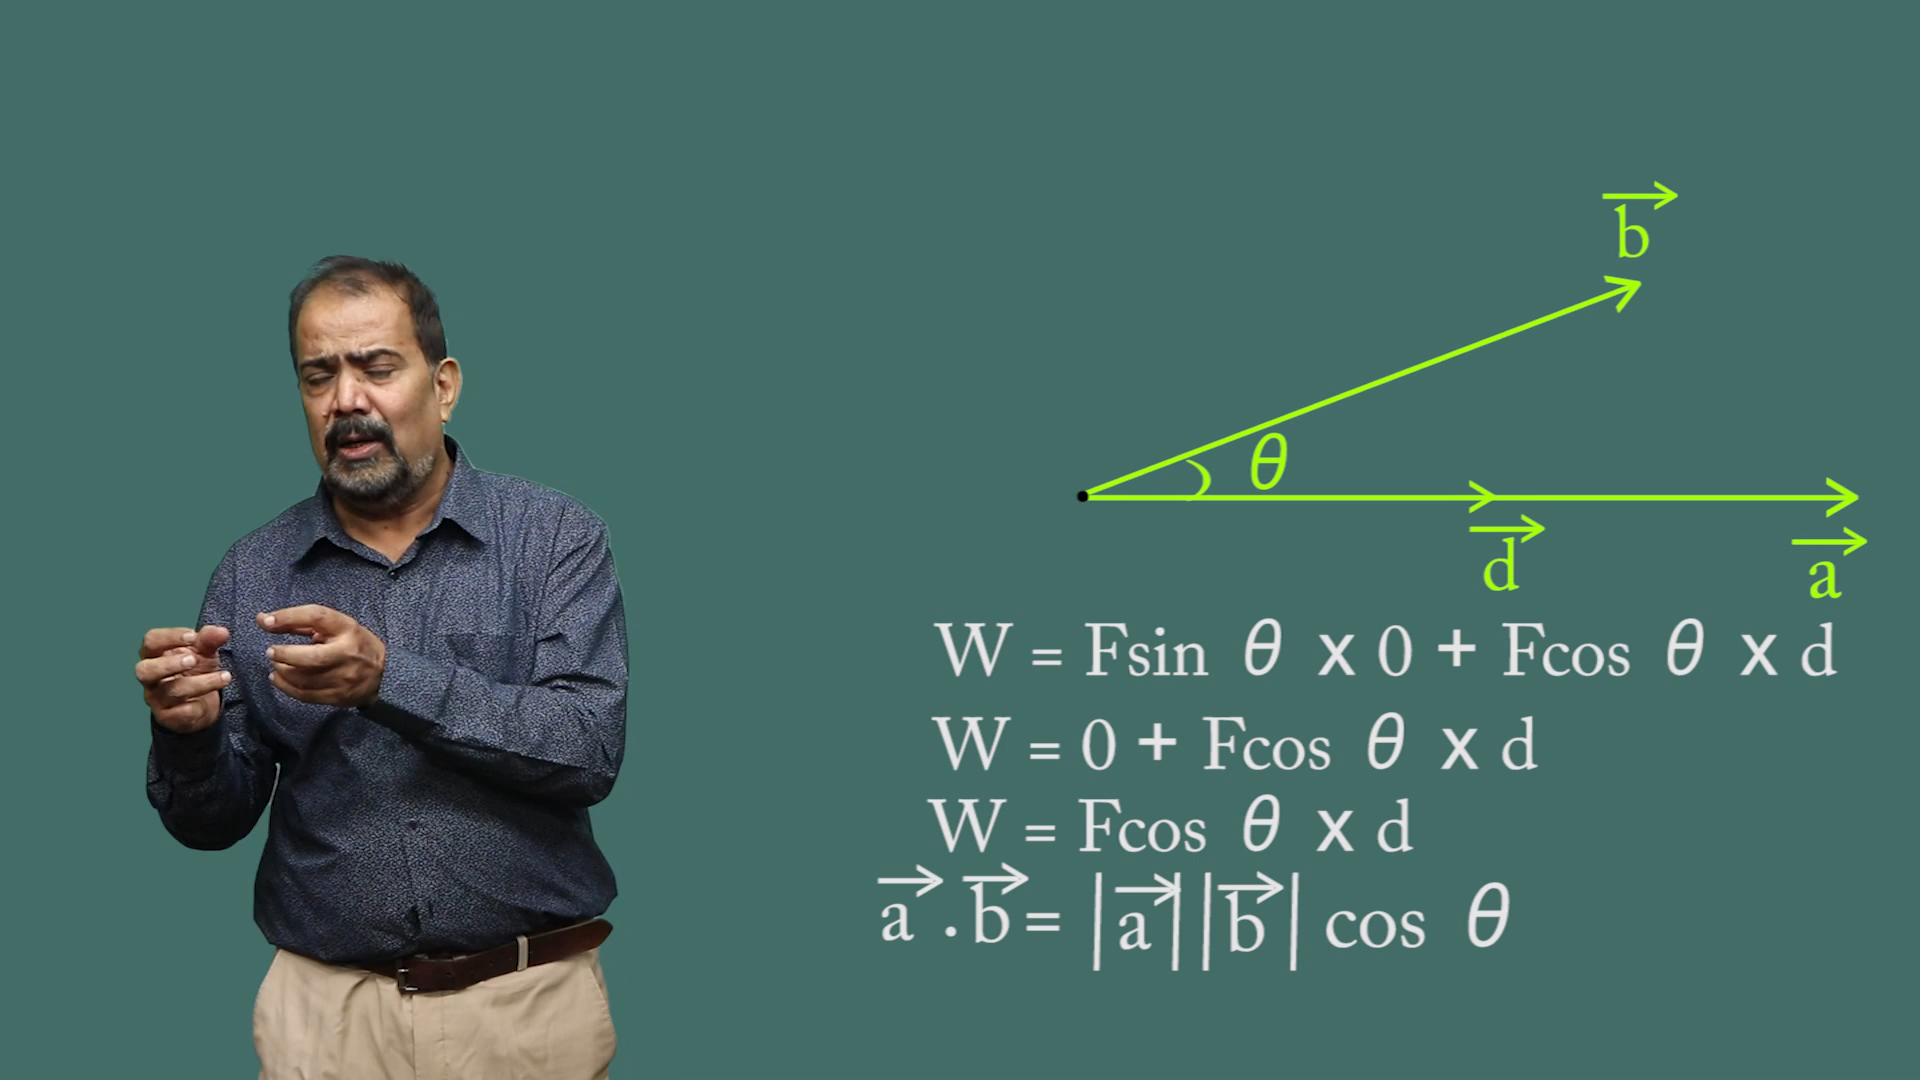 b
θ
d
a
W = Fsin θ x 0 + Fcos θ x d
W = 0 + Fcos θ x d
W = Fcos θ x d
a⃗ . b⃗ = |a⃗| |b⃗| cos θ